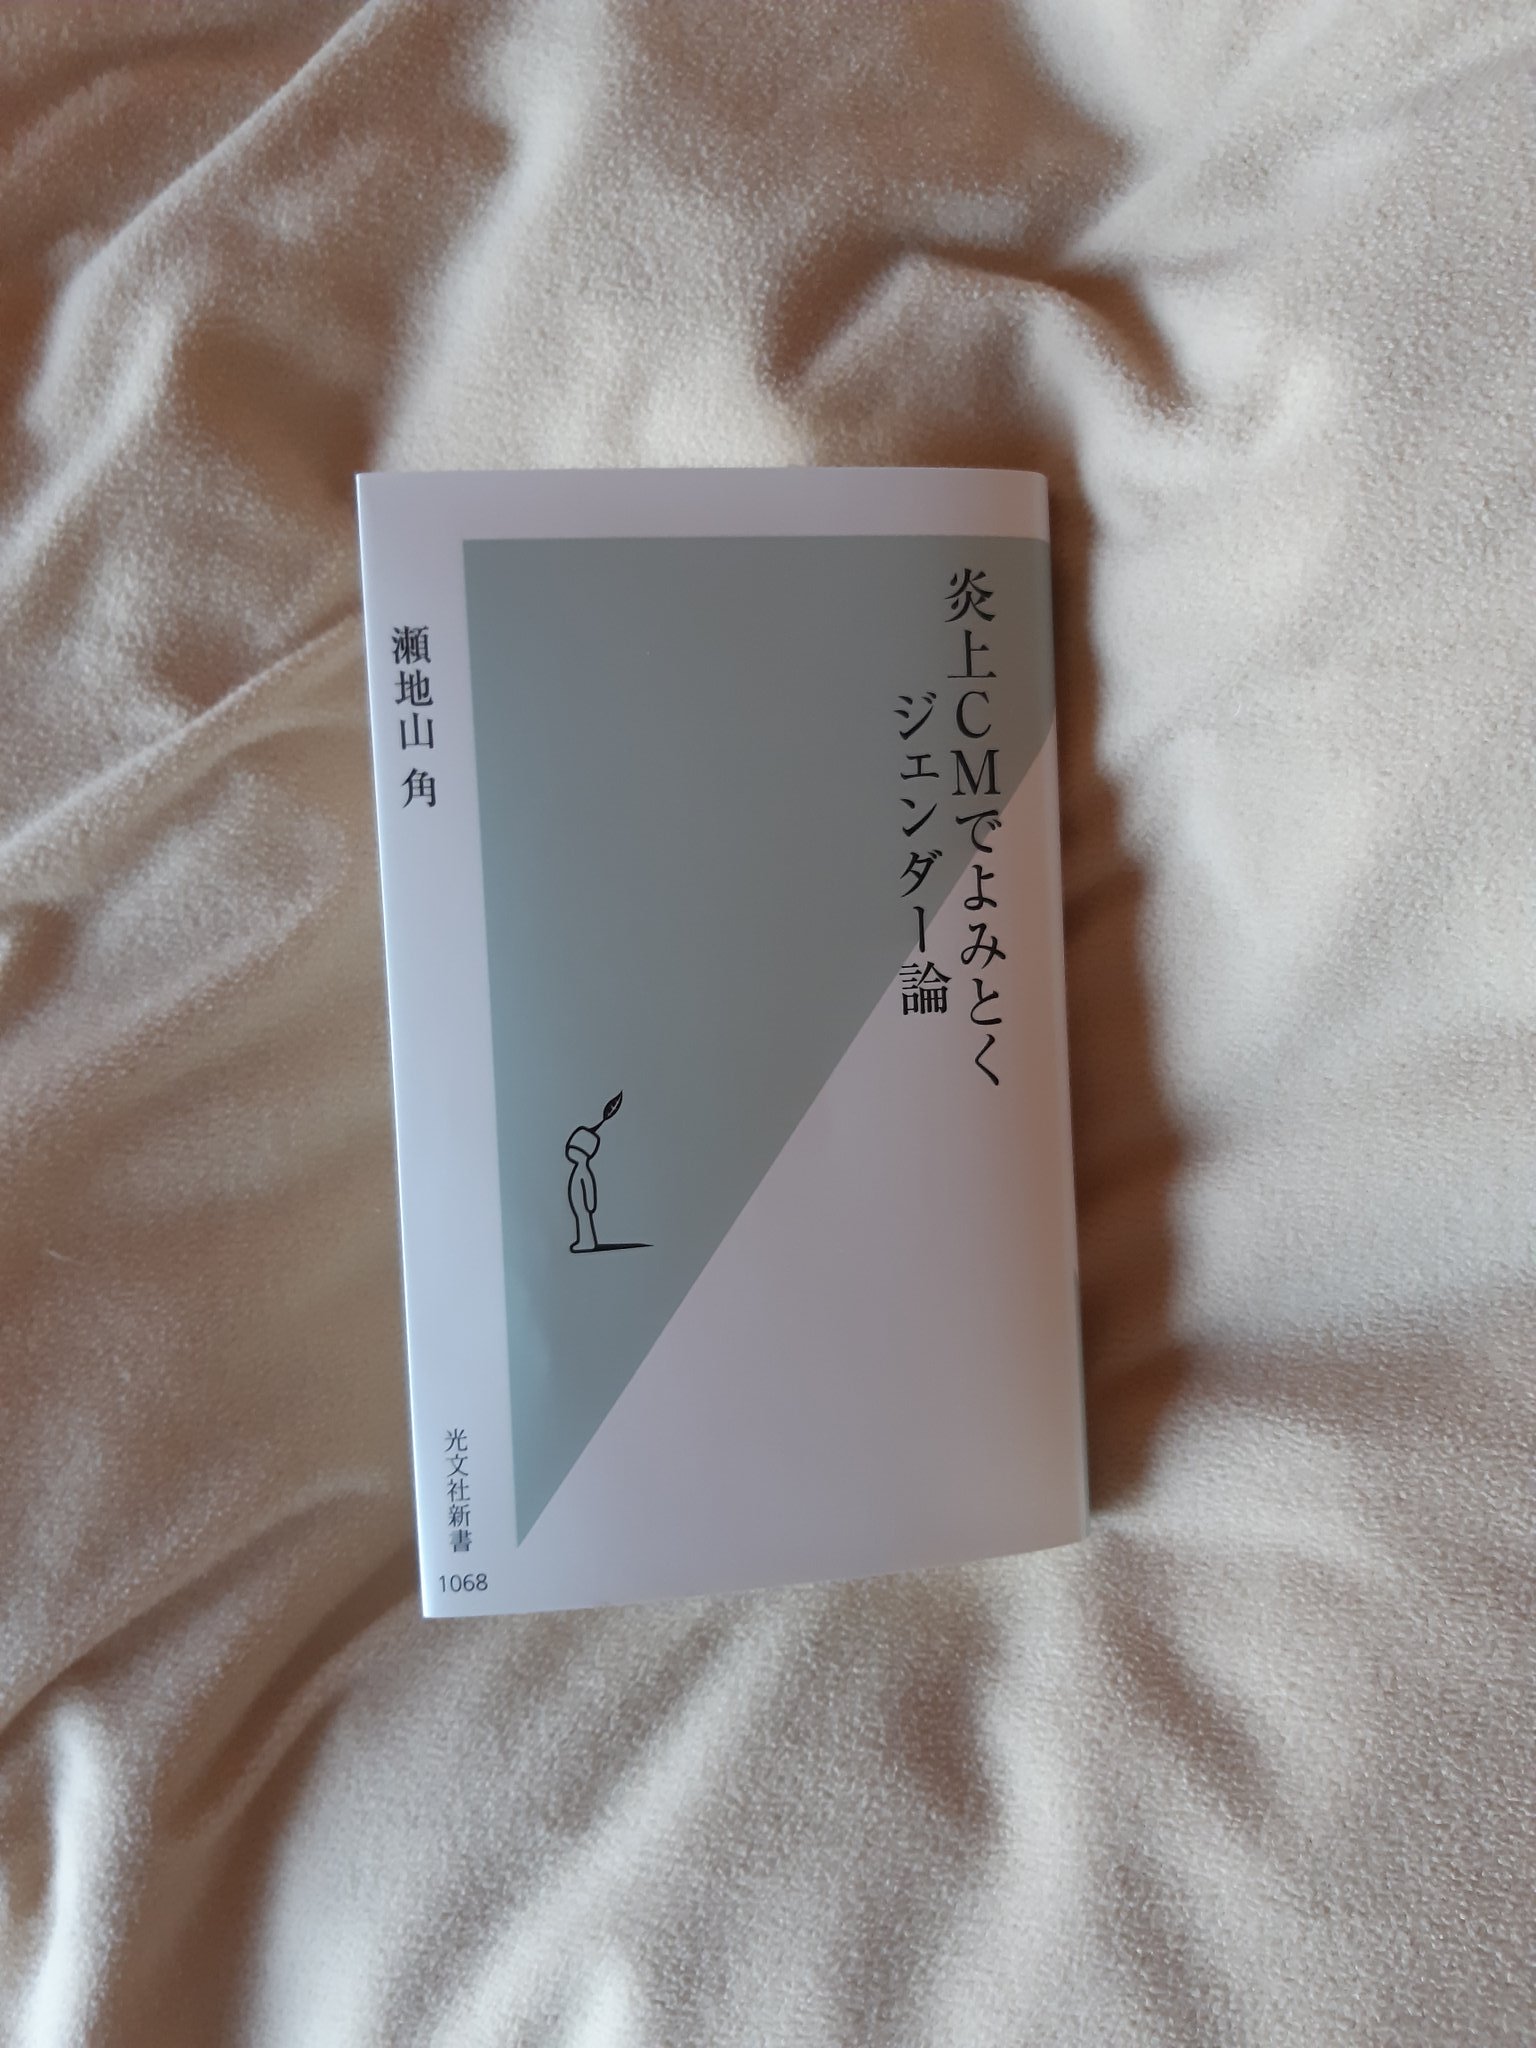 炎上CMでよみとく
ジェンダー論
瀬地山 角
光文社新書
1068